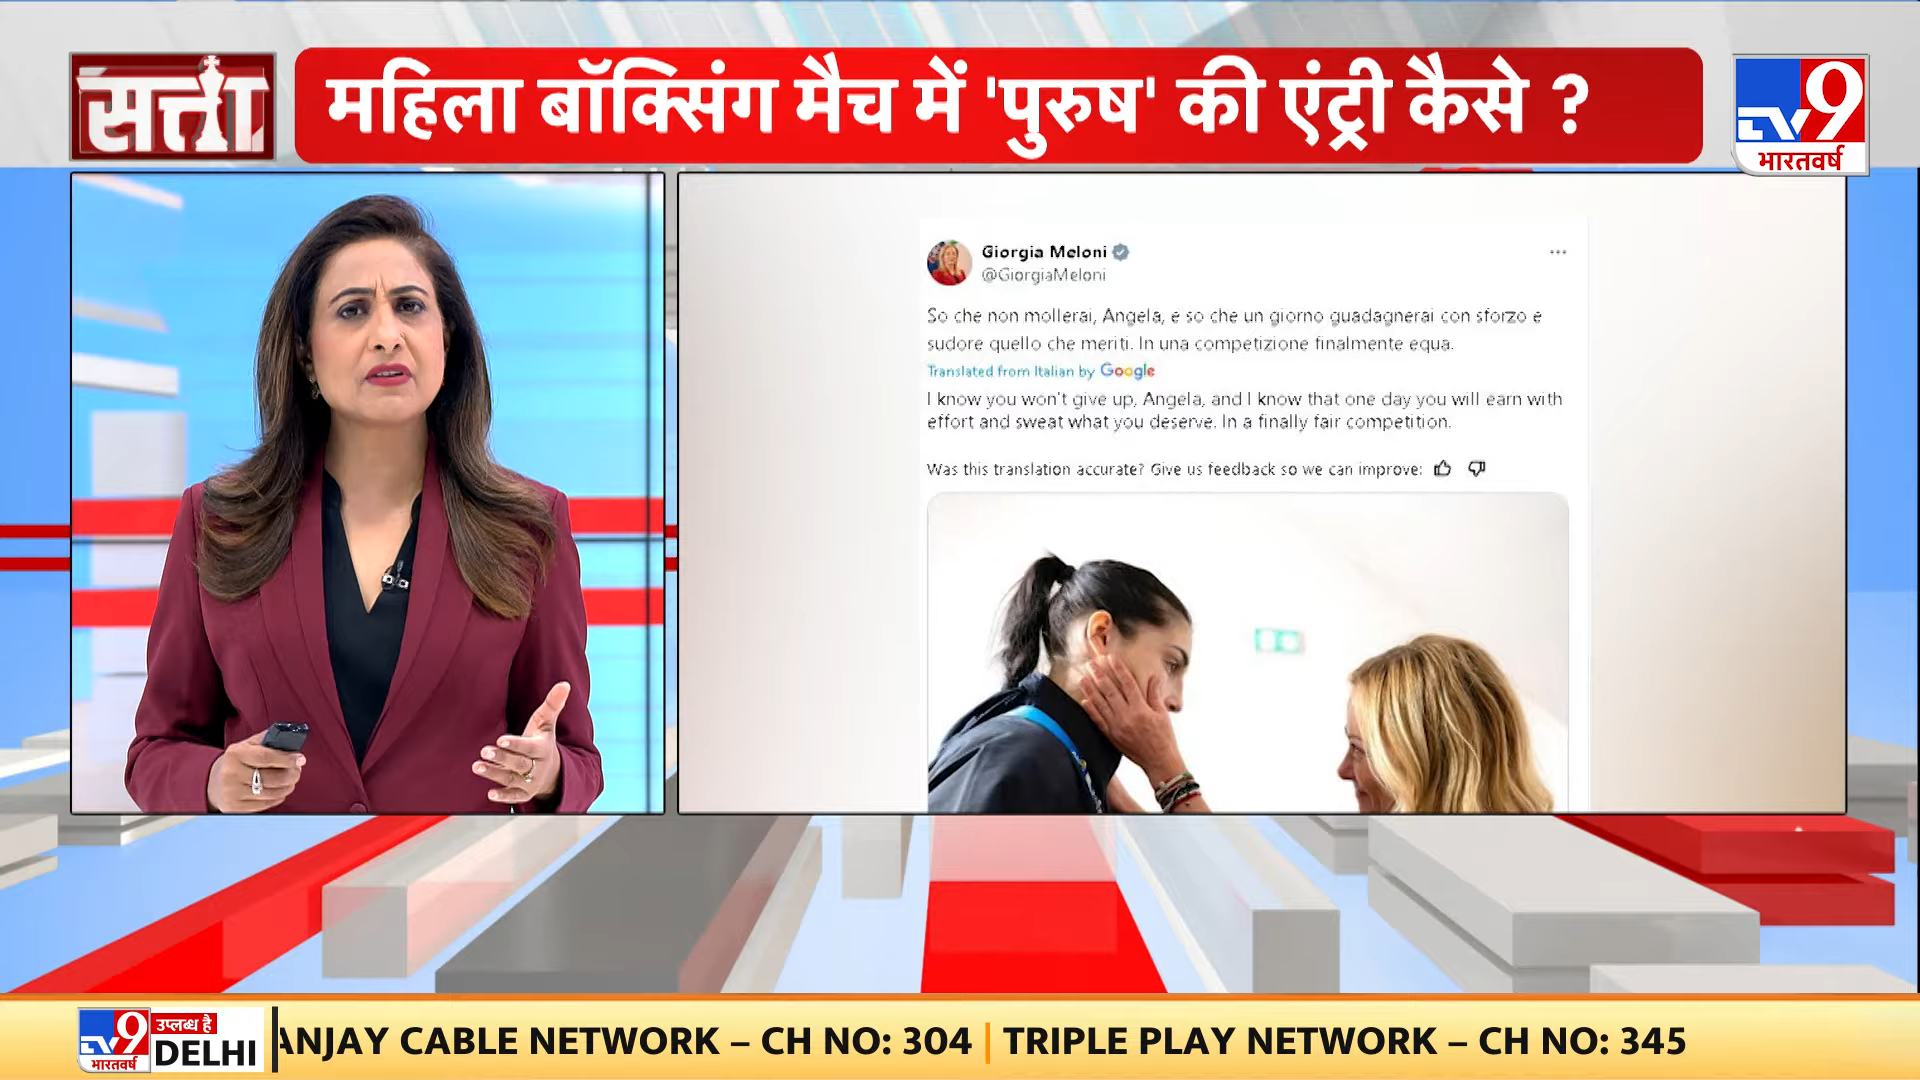 सत्ता
महिला बॉक्सिंग मैच में 'पुरुष' की एंट्री कैसे ?
TV9
भारतवर्ष
Giorgia Meloni
@GiorgiaMeloni
So che non mollerai, Angela, e so che un giorno guadagnerai con sforzo e
sudore quello che meriti. In una competizione finalmente equa.
Translated from Italian by Google
I know you won't give up, Angela, and I know that one day you will earn with
effort and sweat what you deserve. In a finally fair competition.
Was this translation accurate? Give us feedback so we can improve:
TV9
भारतवर्ष
उप्लब्ध है
DELHI
ANJAY CABLE NETWORK – CH NO: 304 | TRIPLE PLAY NETWORK – CH NO: 345